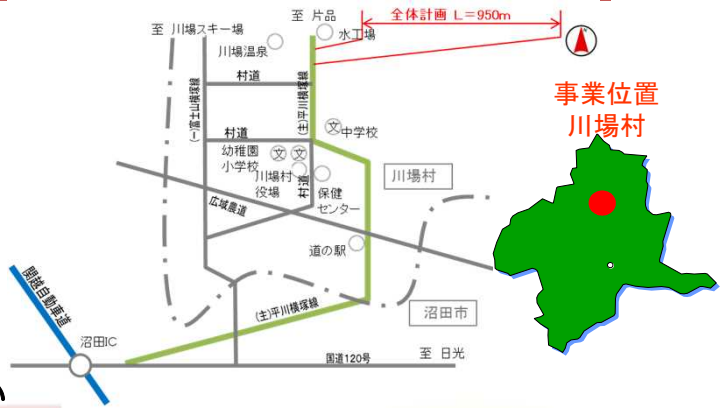 至 片品
全体計画 L=950m
至 川場スキー場
水工場
川場温泉
村道
(主)平川横塚線
(一)富士山横塚線
事業位置
川場村
村道
文
中学校
幼稚園
小学校
文
文
川場村
役場
村道
保健
センター
川場村
広域農道
道の駅
沼田市
(主)平川横塚線
関越自動車道
沼田IC
国道120号
至 日光